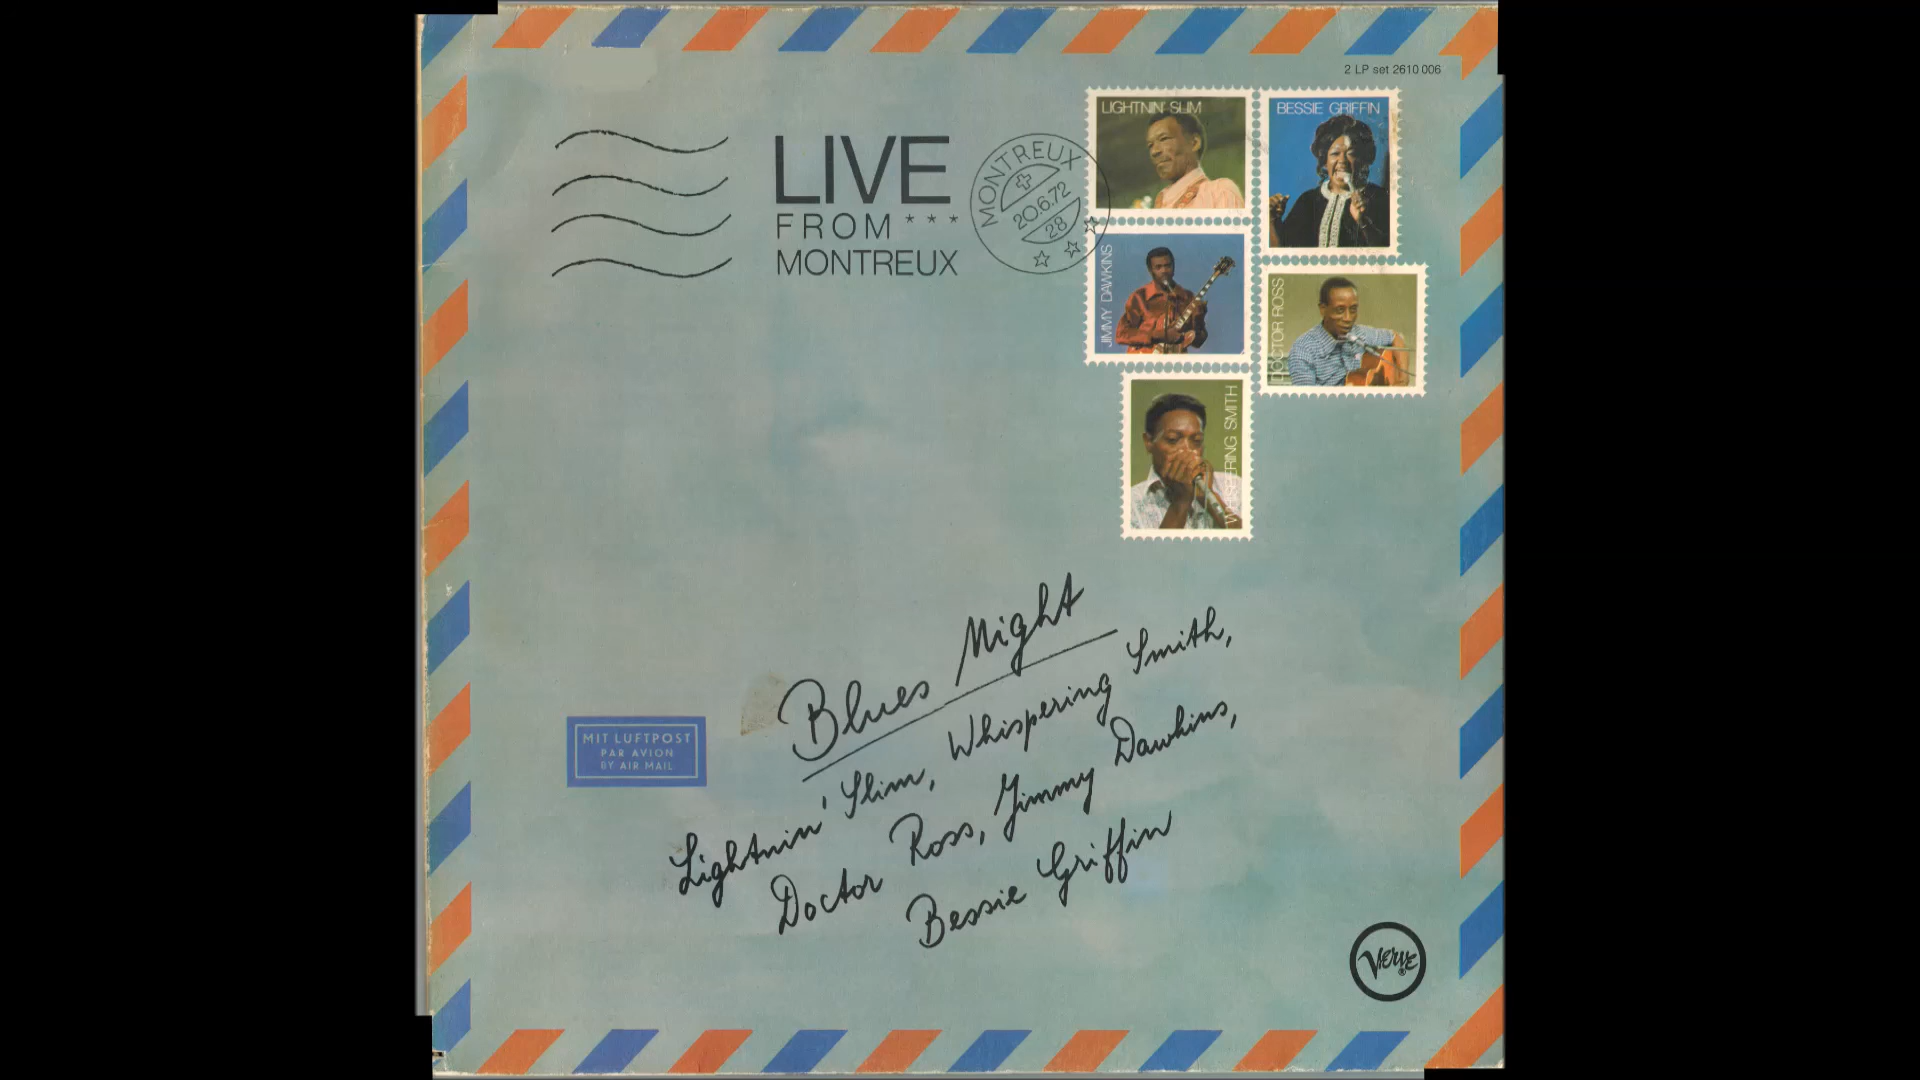 2 LP set 2610 006
LIVE
FROM ***
MONTREUX
MONTREUX
20.6.72
28
LIGHTNIN' SLIM
BESSIE GRIFFIN
JIMMY DAWKINS
DOCTOR ROSS
WHISPERING SMITH
Blues Night
Lightnin' Slim, Whispering Smith,
Doctor Ross, Jimmy Dawkins,
Bessie Griffin
MIT LUFTPOST
PAR AVION
BY AIR MAIL
Verve